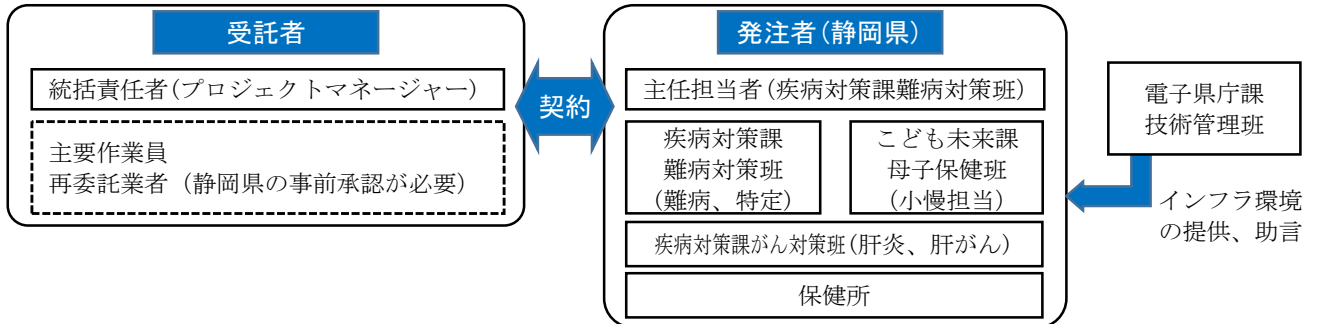 受託者
統括責任者(プロジェクトマネージャー)
主要作業員
再委託業者（静岡県の事前承認が必要）
契約
発注者(静岡県)
主任担当者(疾病対策課難病対策班)
疾病対策課
難病対策班
(難病、特定)
こども未来課
母子保健班
(小慢担当)
疾病対策課がん対策班(肝炎、肝がん)
保健所
電子県庁課
技術管理班
インフラ環境
の提供、助言